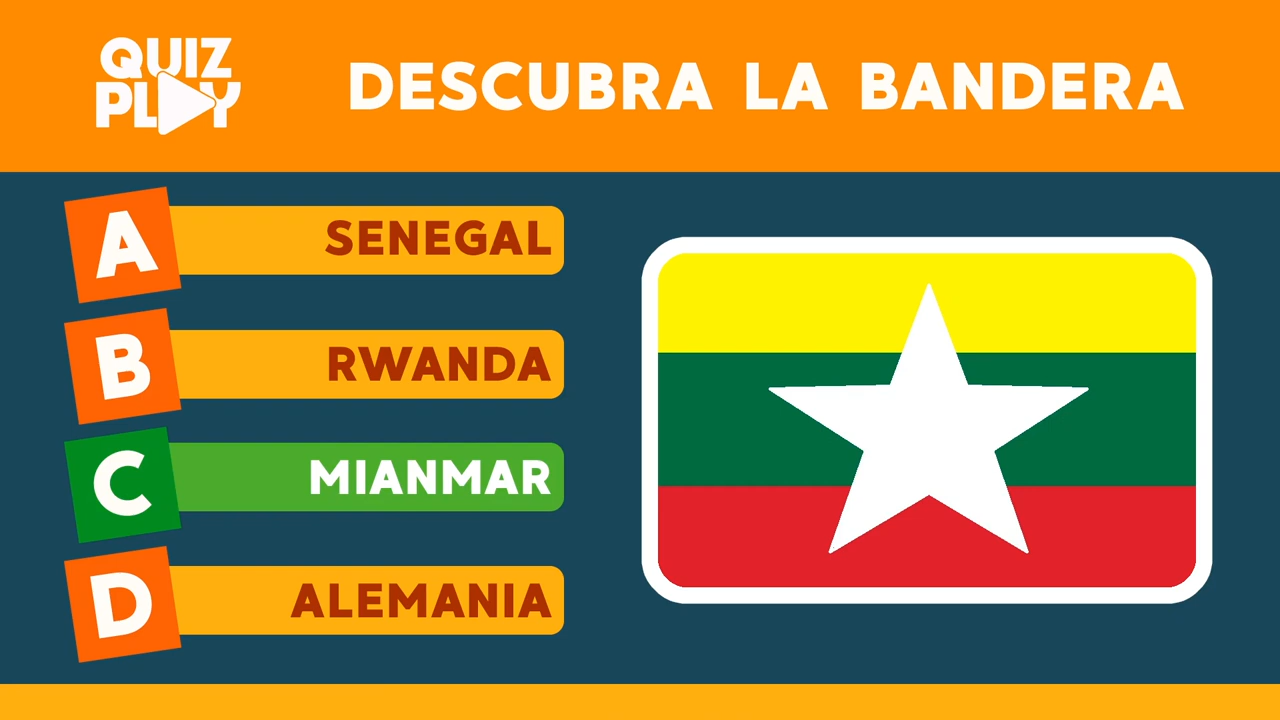 QUIZ
PLAY
DESCUBRA LA BANDERA
A SENEGAL
B RWANDA
C MIANMAR
D ALEMANIA